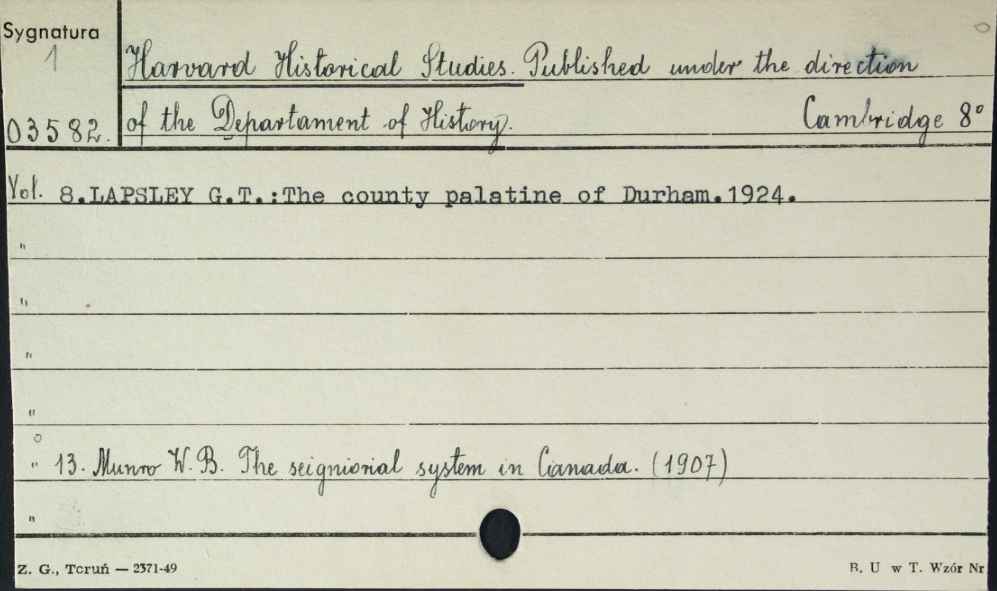 Sygnatura
1
03582.
Harvard Historical Studies. Published under the direction
of the Departament of History. Cambridge 8°
Vol. 8.LAPSLEY G.T.:The county palatine of Durham.1924.
"
"
"
"
" 13. Munro W. B. The seigniorial system in Canada. (1907)
"
Z. G., Toruń — 2371-49 B. U w T. Wzór Nr